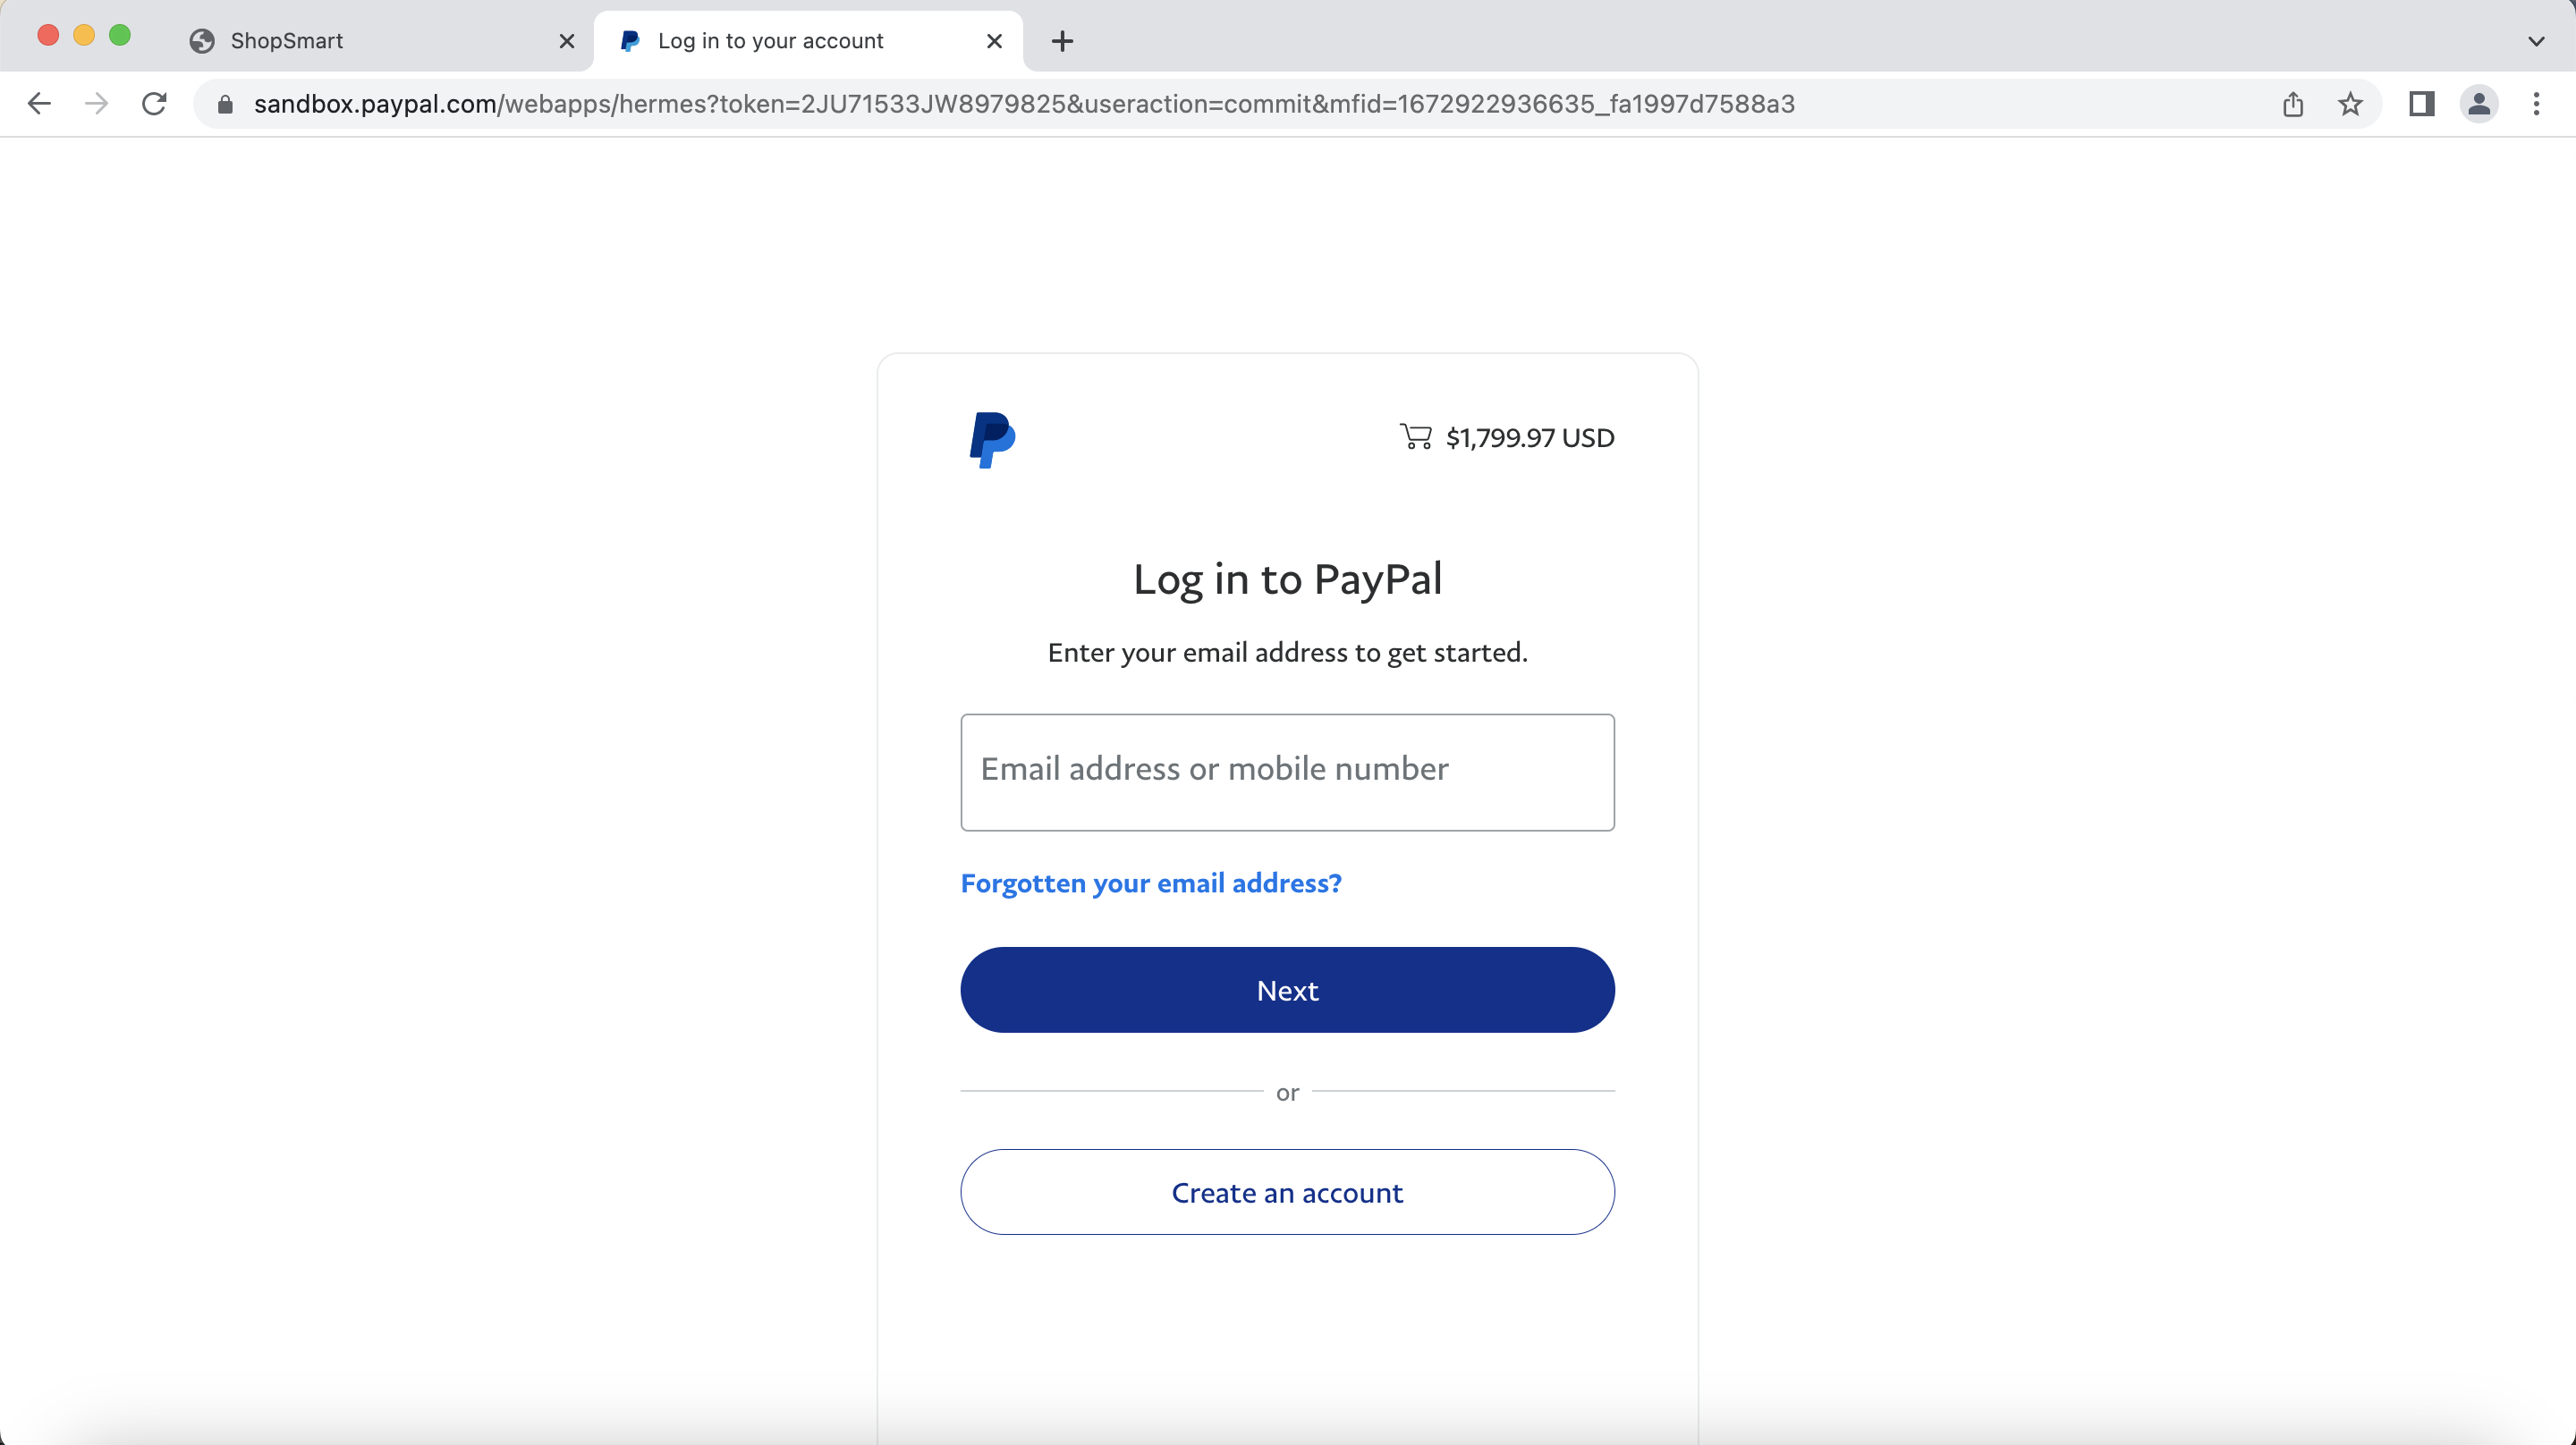 ShopSmart
Log in to your account
sandbox.paypal.com/webapps/hermes?token=2JU71533JW8979825&useraction=commit&mfid=1672922936635_fa1997d7588a3
$1,799.97 USD
Log in to PayPal
Enter your email address to get started.
Email address or mobile number
Forgotten your email address?
Next
or
Create an account